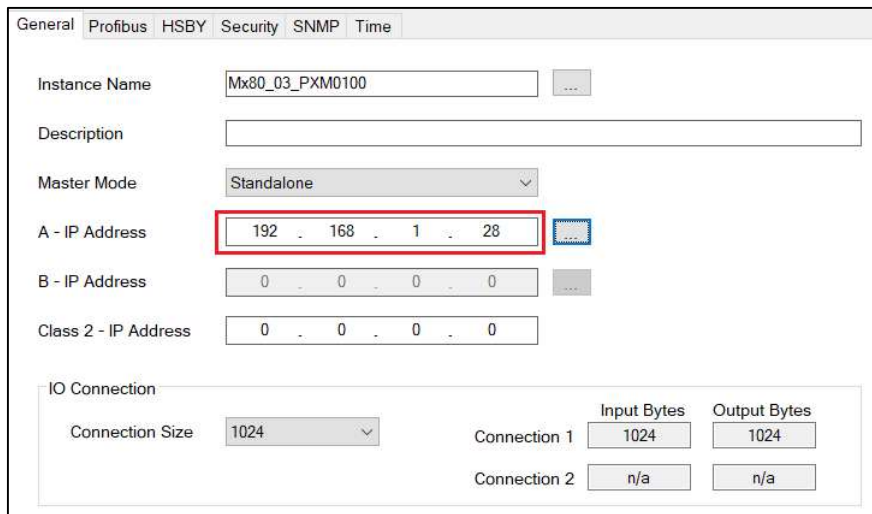 General Profibus HSBY Security SNMP Time
Instance Name Mx80_03_PXM0100 ...
Description
Master Mode Standalone
A - IP Address 192 . 168 . 1 . 28 ...
B - IP Address 0 . 0 . 0 . 0 ...
Class 2 - IP Address 0 . 0 . 0 . 0
IO Connection
Input Bytes Output Bytes
Connection Size 1024 Connection 1 1024 1024
Connection 2 n/a n/a